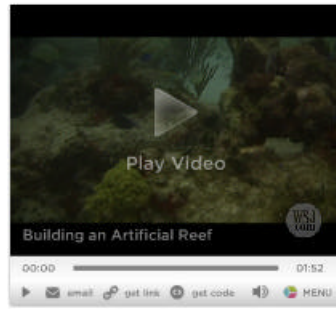 Play Video
WSJ
.com
Building an Artificial Reef
00:00 01:52
email get link get code MENU